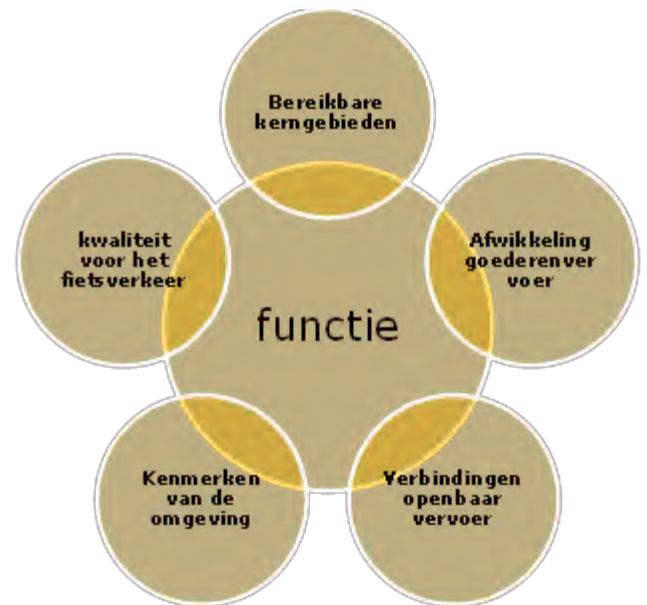 Bereikbare
kerngebieden
kwaliteit
voor het
fietsverkeer
Afwikkeling
goederenver
voer
functie
Kenmerken
van de
omgeving
Verbindingen
openbaar
vervoer